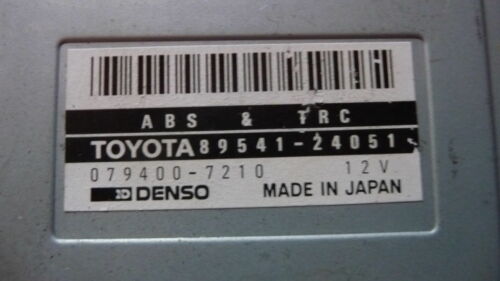 ABS & TRC
TOYOTA 89541-24051
079400-7210 12V
DENSO MADE IN JAPAN